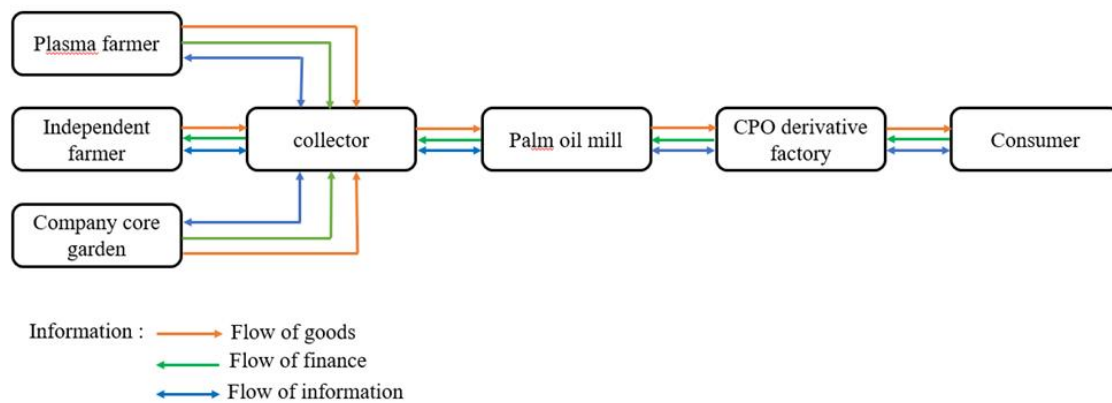 Plasma farmer
Independent
farmer
collector
Palm oil mill
CPO derivative
factory
Consumer
Company core
garden
Information :
Flow of goods
Flow of finance
Flow of information